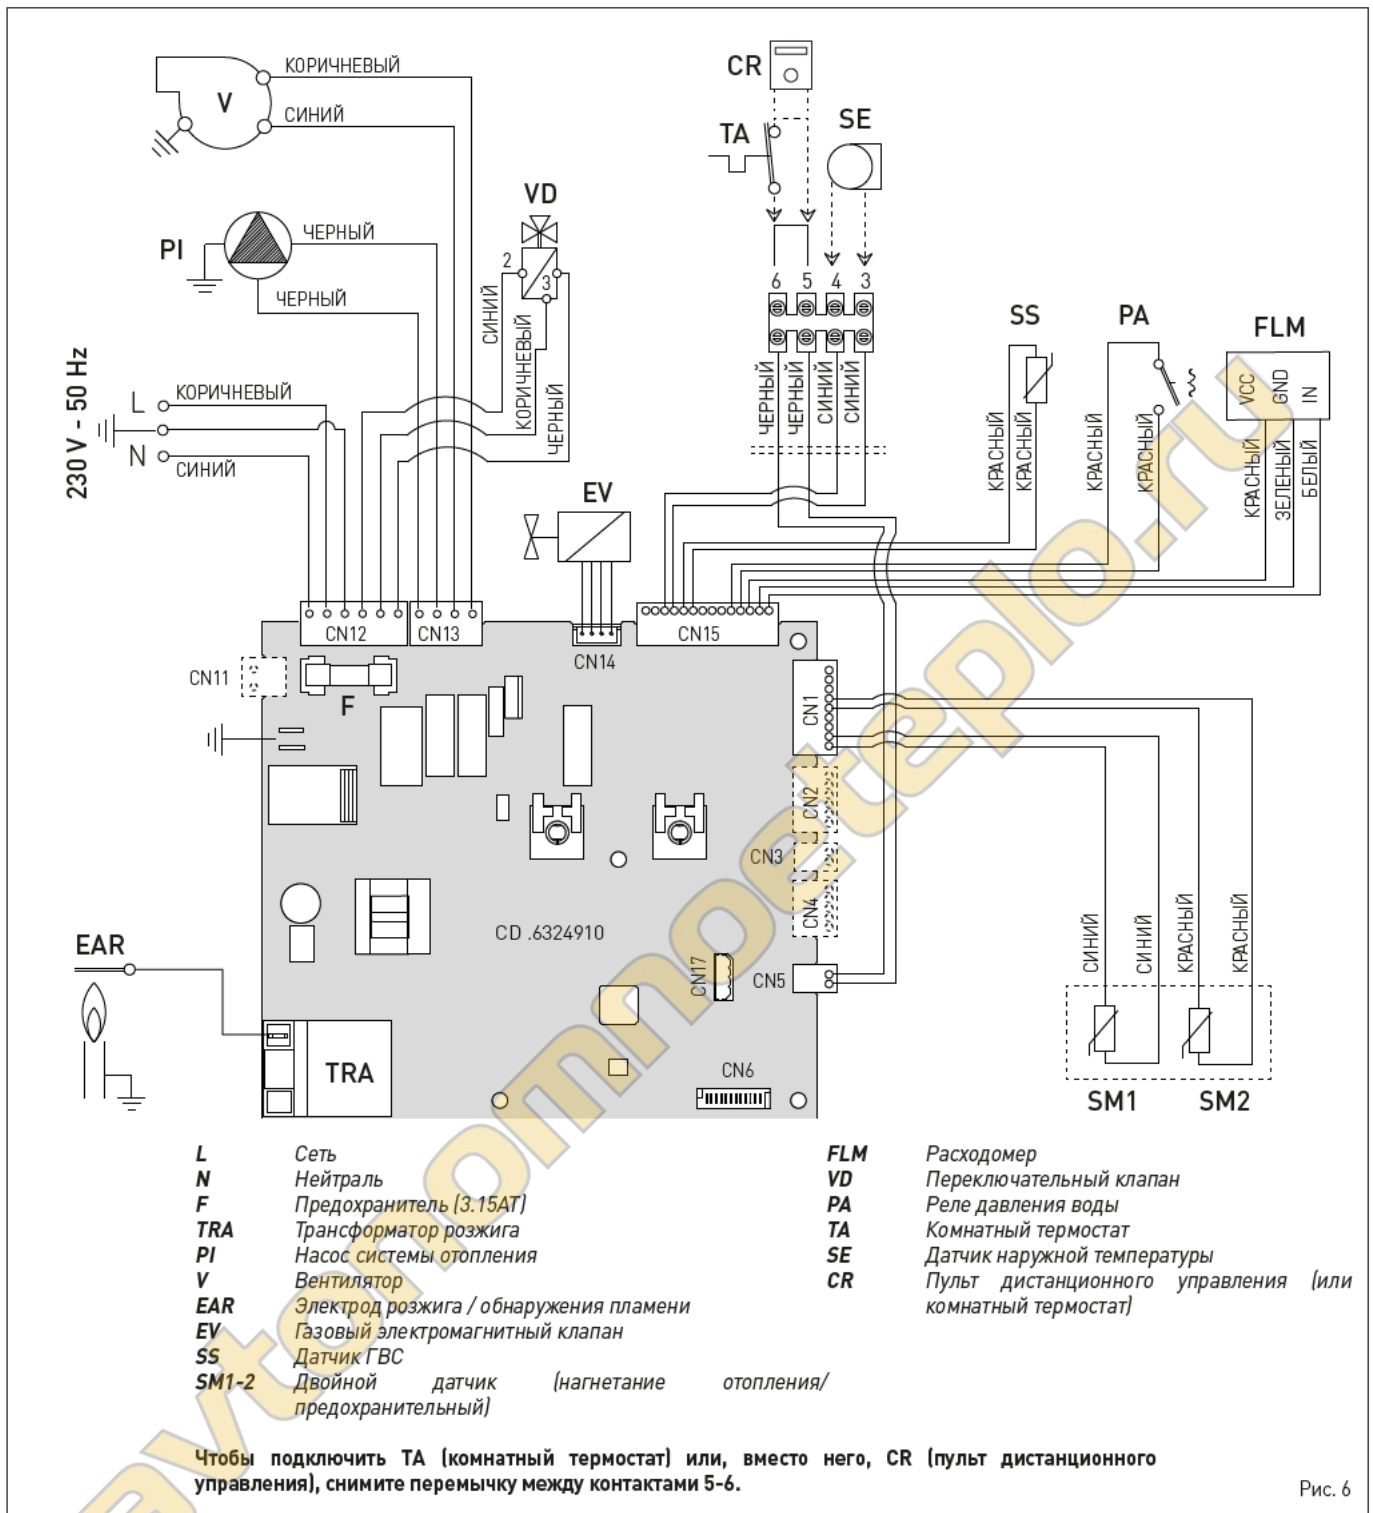 КОРИЧНЕВЫЙ
V
СИНИЙ
CR
TA
SE
VD
PI
ЧЕРНЫЙ
ЧЕРНЫЙ
2
3
СИНИЙ
КОРИЧНЕВЫЙ
ЧЕРНЫЙ
6 5 4 3
ЧЕРНЫЙ
ЧЕРНЫЙ
СИНИЙ
СИНИЙ
SS
PA
FLM
VCC
GND
IN
КРАСНЫЙ
КРАСНЫЙ
КРАСНЫЙ
КРАСНЫЙ
КРАСНЫЙ
ЗЕЛЕНЫЙ
БЕЛЫЙ
230 V - 50 Hz
L
КОРИЧНЕВЫЙ
N
СИНИЙ
EV
CN12
CN13
CN14
CN15
CN11
F
CN1
CN2
CN3
CN4
CD .6324910
CN17
CN5
CN6
EAR
TRA
СИНИЙ
СИНИЙ
КРАСНЫЙ
КРАСНЫЙ
SM1
SM2
L Сеть
N Нейтраль
F Предохранитель (3.15AT)
TRA Трансформатор розжига
PI Насос системы отопления
V Вентилятор
EAR Электрод розжига / обнаружения пламени
EV Газовый электромагнитный клапан
SS Датчик ГВС
SM1-2 Двойной датчик (нагнетание отопления/
предохранительный)
FLM Расходомер
VD Переключательный клапан
PA Реле давления воды
TA Комнатный термостат
SE Датчик наружной температуры
CR Пульт дистанционного управления (или
комнатный термостат)
Чтобы подключить TA (комнатный термостат) или, вместо него, CR (пульт дистанционного
управления), снимите перемычку между контактами 5-6.
Рис. 6
avtonomnoeteplo.ru